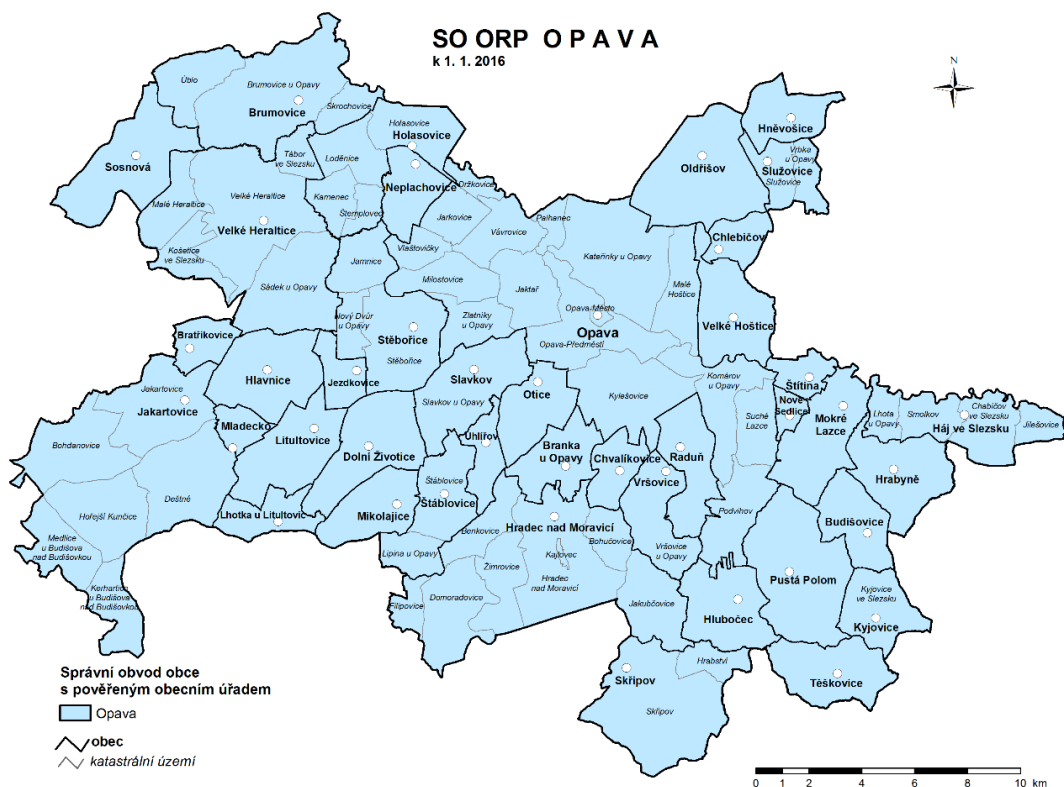 SO ORP O P A V A
k 1. 1. 2016
N
Úblo
Brumovice u Opavy
Brumovice
Skrochovice
Holasovice
Holasovice
Hněvošice
Sosnová
Tábor
ve Slezsku
Loděnice
Neplachovice
Držkovice
Oldřišov
Vrbka
u Opavy
Služovice
Služovice
Malé Heraltice
Velké Heraltice
Velké Heraltice
Kamenec
Štemplovec
Jarkovice
Vávrovice
Palhanec
Chlebičov
Košetice
ve Slezsku
Vlaštovičky
Jamnice
Milostovice
Jaktař
Kateřinky u Opavy
Malé
Hoštice
Sádek u Opavy
Nový Dvůr
u Opavy
Zlatníky
u Opavy
Opava-Město
Opava
Opava-Předměstí
Velké Hoštice
Bratříkovice
Stěbořice
Stěbořice
Hlavnice
Jezdkovice
Slavkov
Slavkov u Opavy
Otice
Kylešovice
Komárov
u Opavy
Štítina
Nové
Sedlice
Mokré
Lazce
Jakartovice
Jakartovice
Suché
Lazce
Lhota
u Opavy
Smolkov
Chabičov
ve Slezsku
Háj ve Slezsku
Jilešovice
Bohdanovice
Mladecko
Litultovice
Dolní Životice
Uhlířov
Branka
u Opavy
Chvalíkovice
Raduň
Vršovice
Hrabyně
Štáblovice
Štáblovice
Deštné
Hořejší Kunčice
Lhotka u Litultovic
Mikolajice
Hradec nad Moravicí
Benkovice
Bohučovice
Podvihov
Budišovice
Medlice
u Budišova
nad Budišovkou
Lipina u Opavy
Žimrovice
Kajlovec
Hradec
nad Moravicí
Vršovice
u Opavy
Pustá Polom
Kerhartice
u Budišova
nad Budišovkou
Filipovice
Domoradovice
Jakubčovice
Hlubočec
Kyjovice
ve Slezsku
Kyjovice
Skřipov
Hrabství
Těškovice
Skřipov
Správní obvod obce
s pověřeným obecním úřadem
Opava
obec
katastrální území
0 1 2 4 6 8 10 km